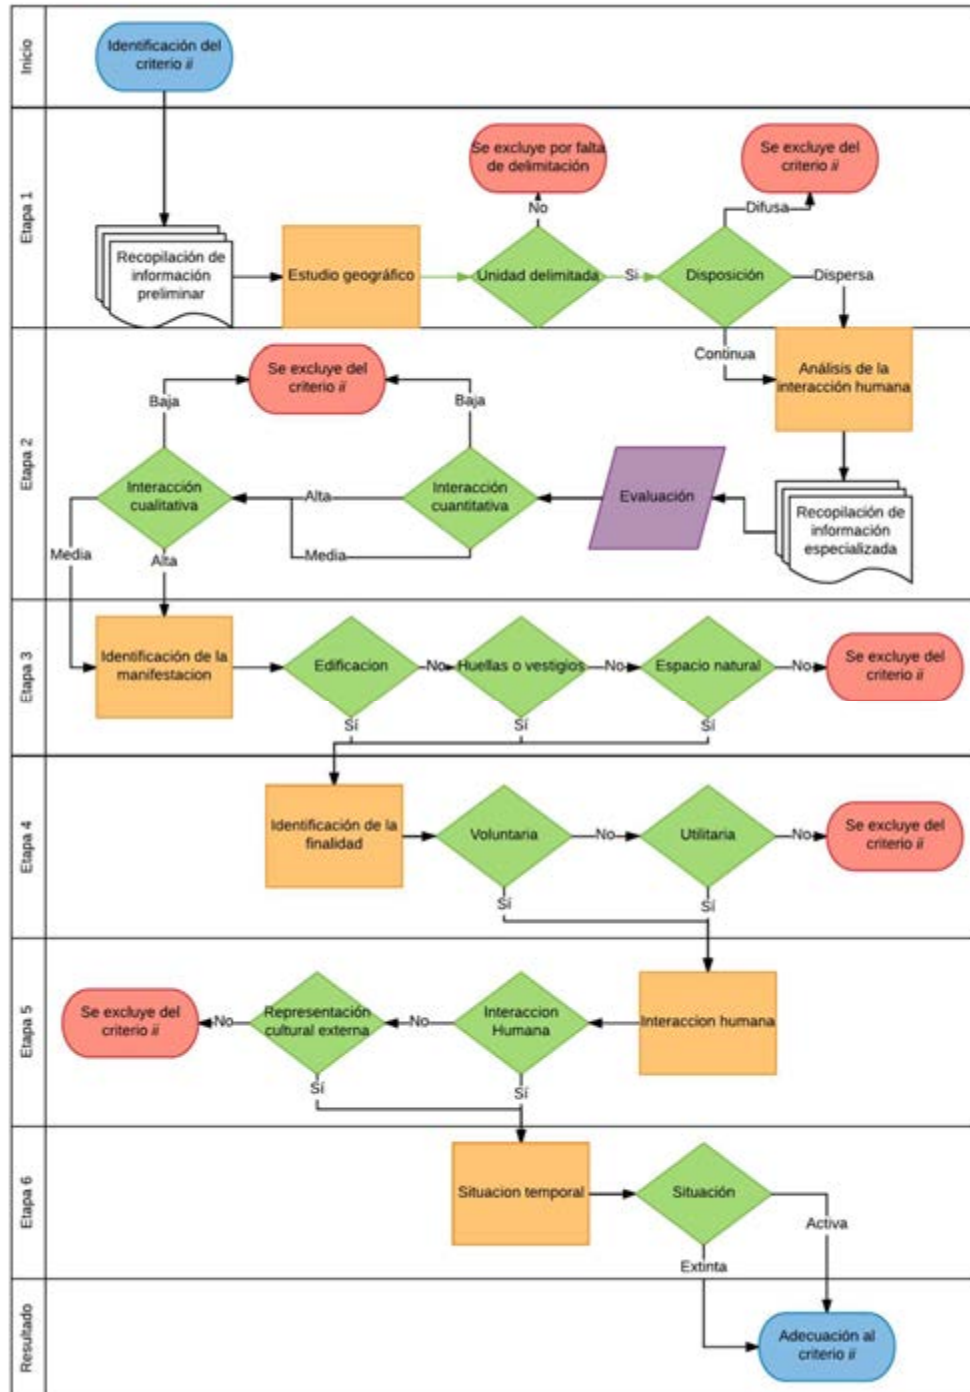 Inicio
Identificación del
criterio ii
Etapa 1
Se excluye por falta
de delimitación
Se excluye del
criterio ii
No
Difusa
Recopilación de
información
preliminar
Estudio geográfico
Unidad delimitada
Si
Disposición
Dispersa
Continua
Etapa 2
Se excluye del
criterio ii
Análisis de la
interacción humana
Baja
Baja
Interacción
cualitativa
Alta
Interacción
cuantitativa
Evaluación
Recopilación de
información
especializada
Media
Media
Alta
Etapa 3
Identificación de la
manifestacion
Edificacion
No
Huellas o vestigios
No
Espacio natural
No
Se excluye del
criterio ii
Sí
Sí
Sí
Etapa 4
Identificación de la
finalidad
Voluntaria
No
Utilitaria
No
Se excluye del
criterio ii
Sí
Sí
Etapa 5
Se excluye del
criterio ii
No
Representación
cultural externa
No
Interaccion
Humana
Interaccion humana
Sí
Sí
Etapa 6
Situacion temporal
Situación
Activa
Extinta
Resultado
Adecuación al
criterio ii